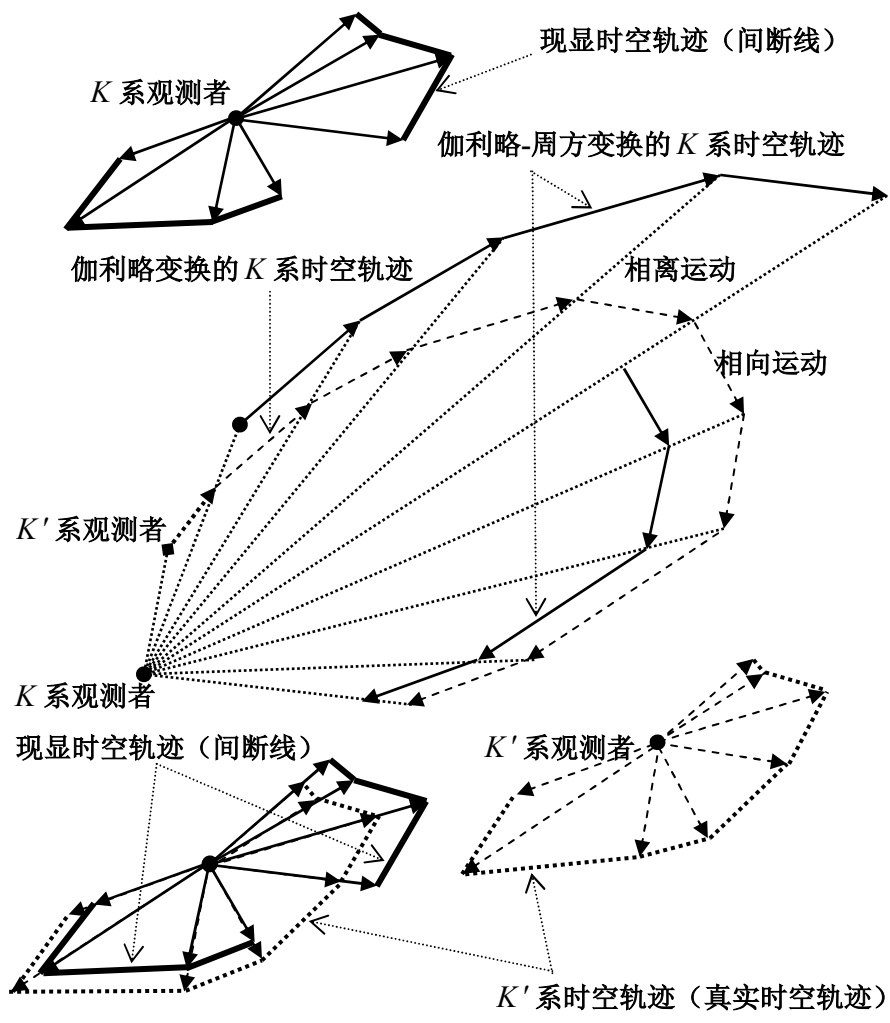 现显时空轨迹（间断线）
K 系观测者
伽利略-周方变换的 K 系时空轨迹
伽利略变换的 K 系时空轨迹
相离运动
相向运动
K′ 系观测者
K 系观测者
现显时空轨迹（间断线）
K′ 系观测者
K′ 系时空轨迹（真实时空轨迹）